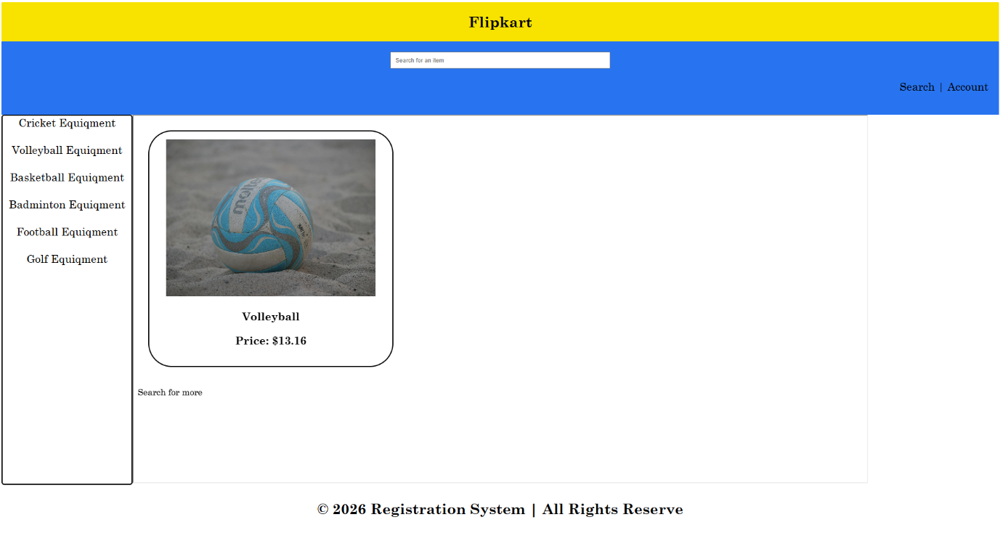 Flipkart
Search for an item
Search | Account
Cricket Equiqment
Volleyball Equiqment
Basketball Equiqment
Badminton Equiqment
Football Equiqment
Golf Equiqment
molten
Volleyball
Price: $13.16
Search for more
© 2026 Registration System | All Rights Reserve